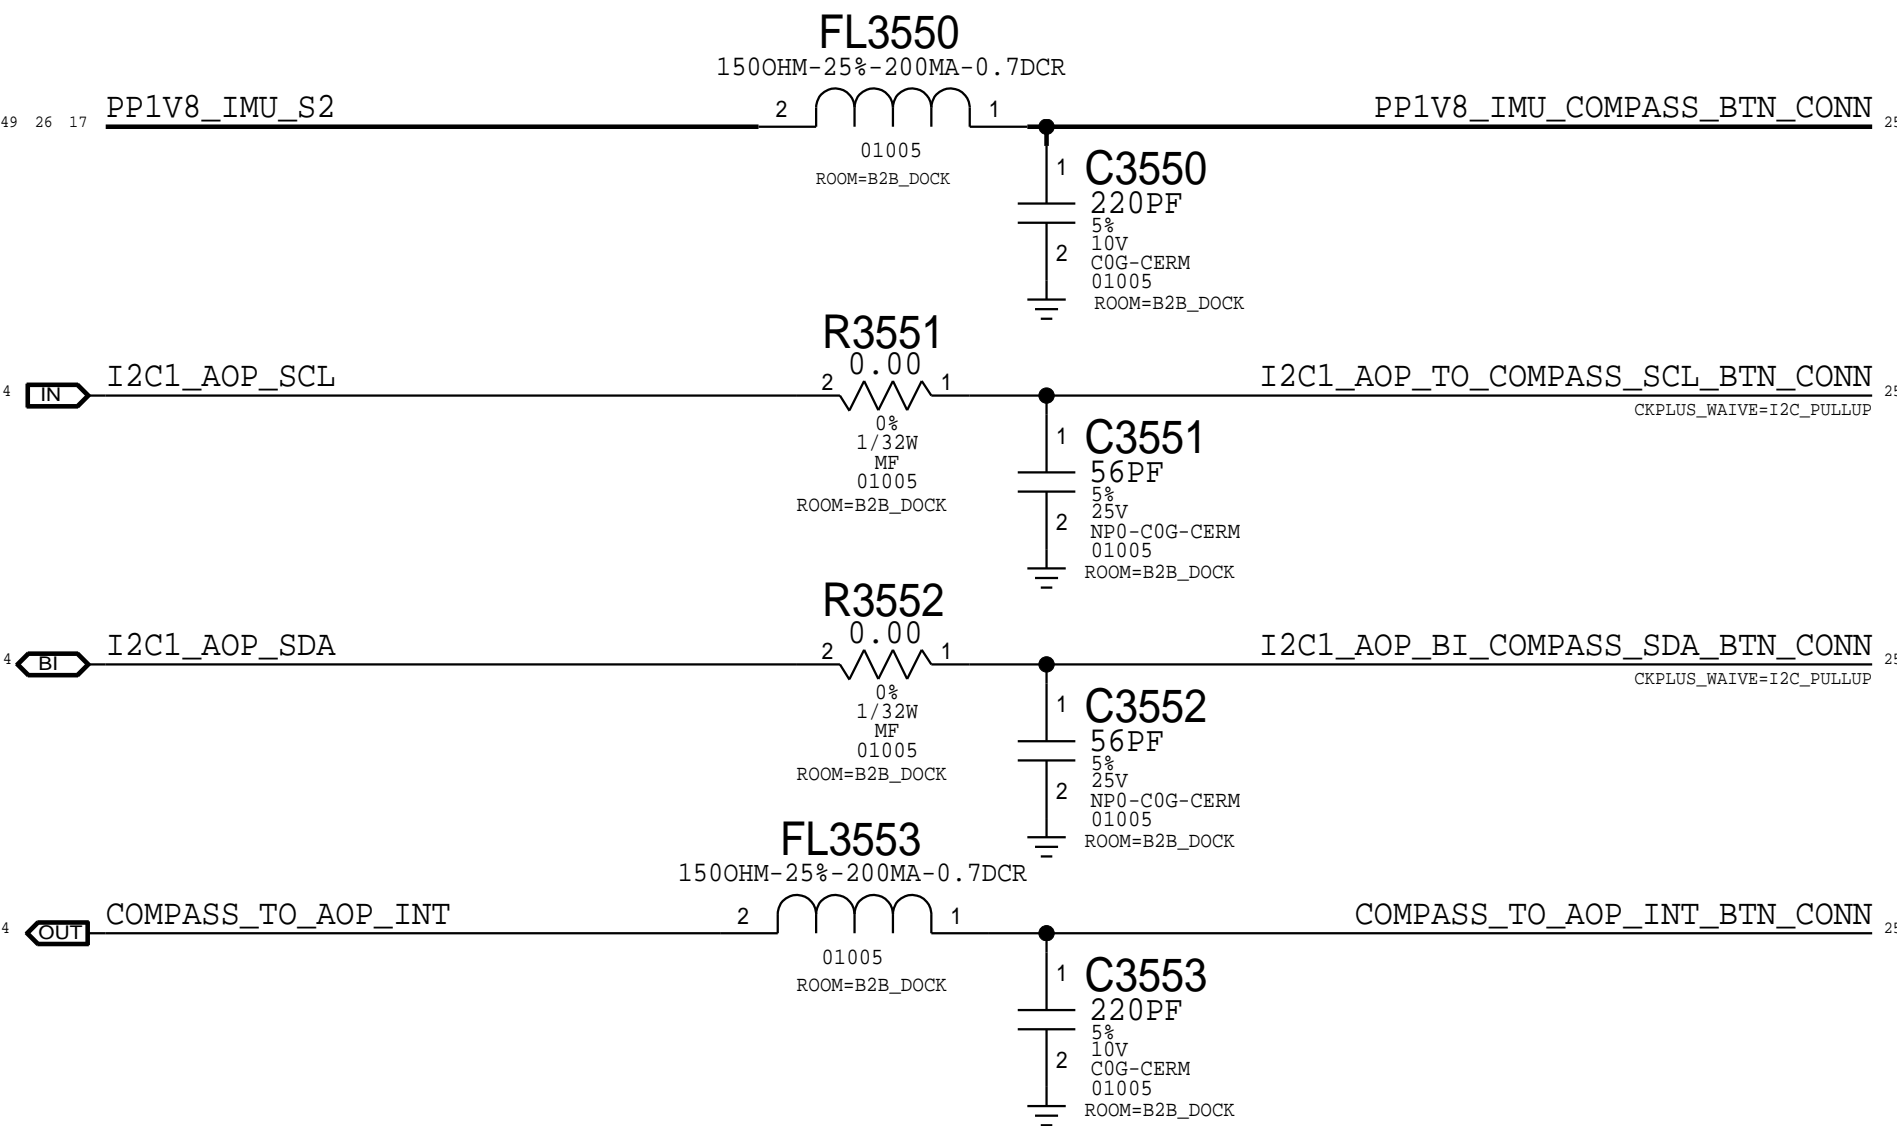 FL3550
150OHM-25%-200MA-0.7DCR
49 26 17 PP1V8_IMU_S2 2 1 PP1V8_IMU_COMPASS_BTN_CONN 25
01005
ROOM=B2B_DOCK
1 C3550
220PF
5%
10V
2
C0G-CERM
01005
ROOM=B2B_DOCK
R3551
0.00
4 IN I2C1_AOP_SCL 2 1 I2C1_AOP_TO_COMPASS_SCL_BTN_CONN 25
CKPLUS_WAIVE=I2C_PULLUP
0%
1/32W
MF
01005
ROOM=B2B_DOCK
1 C3551
56PF
5%
25V
2
NP0-C0G-CERM
01005
ROOM=B2B_DOCK
R3552
0.00
4 BI I2C1_AOP_SDA 2 1 I2C1_AOP_BI_COMPASS_SDA_BTN_CONN 25
CKPLUS_WAIVE=I2C_PULLUP
0%
1/32W
MF
01005
ROOM=B2B_DOCK
1 C3552
56PF
5%
25V
2
NP0-C0G-CERM
01005
ROOM=B2B_DOCK
FL3553
150OHM-25%-200MA-0.7DCR
4 OUT COMPASS_TO_AOP_INT 2 1 COMPASS_TO_AOP_INT_BTN_CONN 25
01005
ROOM=B2B_DOCK
1 C3553
220PF
5%
10V
2
C0G-CERM
01005
ROOM=B2B_DOCK